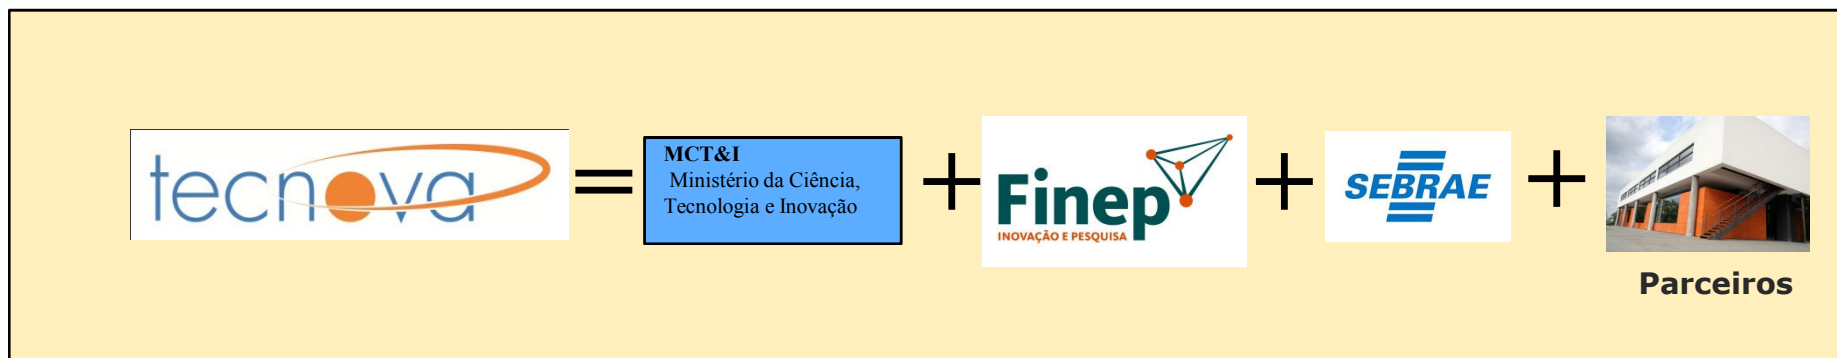 tecnova
=
MCT&I
Ministério da Ciência,
Tecnologia e Inovação
+
Finep
INOVAÇÃO E PESQUISA
+
SEBRAE
+
Parceiros